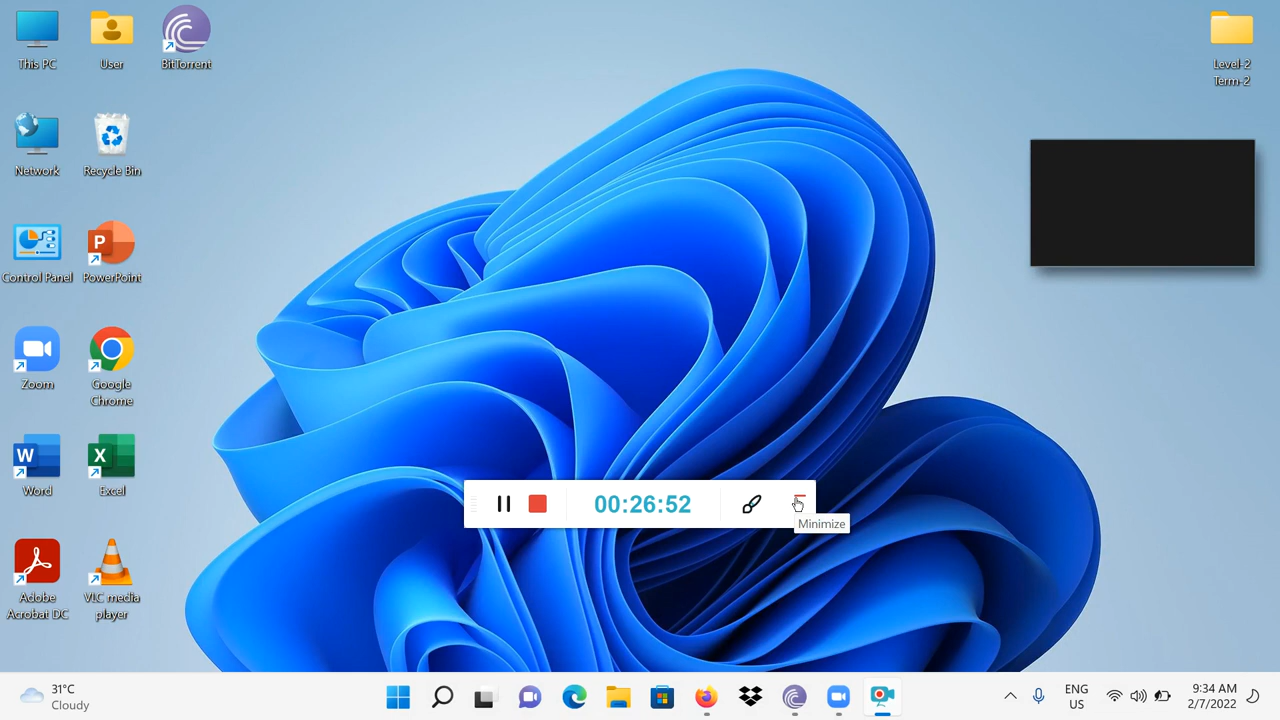 This PC
User
BitTorrent
Level-2
Term-2
Network
Recycle Bin
Control Panel
PowerPoint
Zoom
Google
Chrome
Word
Excel
00:26:52
Minimize
Adobe
Acrobat DC
VLC media
player
31°C
Cloudy
ENG
US
9:34 AM
2/7/2022